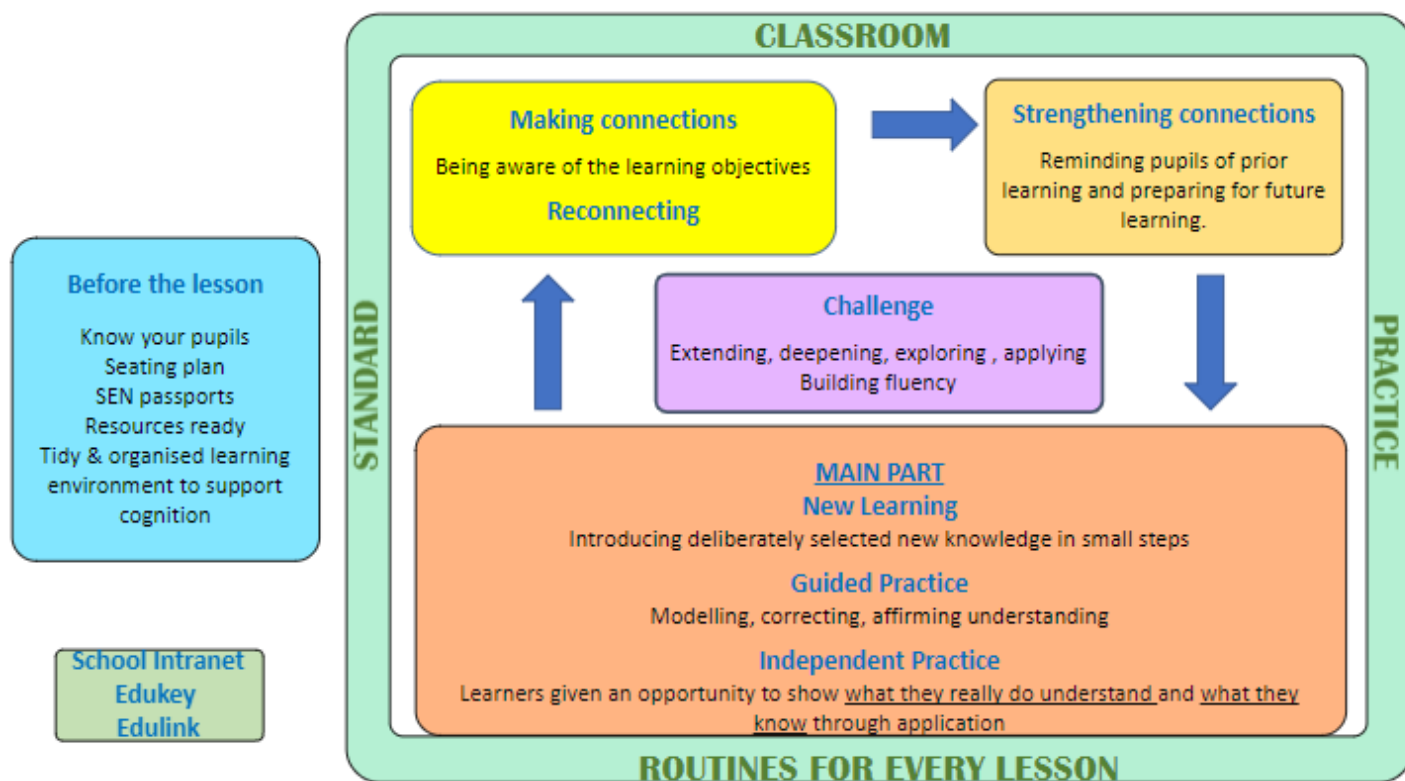 CLASSROOM
STANDARD
PRACTICE
ROUTINES FOR EVERY LESSON
Before the lesson
Know your pupils
Seating plan
SEN passports
Resources ready
Tidy & organised learning
environment to support
cognition
School Intranet
Edukey
Edulink
Making connections
Being aware of the learning objectives
Reconnecting
Strengthening connections
Reminding pupils of prior
learning and preparing for future
learning.
Challenge
Extending, deepening, exploring , applying
Building fluency
MAIN PART
New Learning
Introducing deliberately selected new knowledge in small steps
Guided Practice
Modelling, correcting, affirming understanding
Independent Practice
Learners given an opportunity to show what they really do understand and what they
know through application